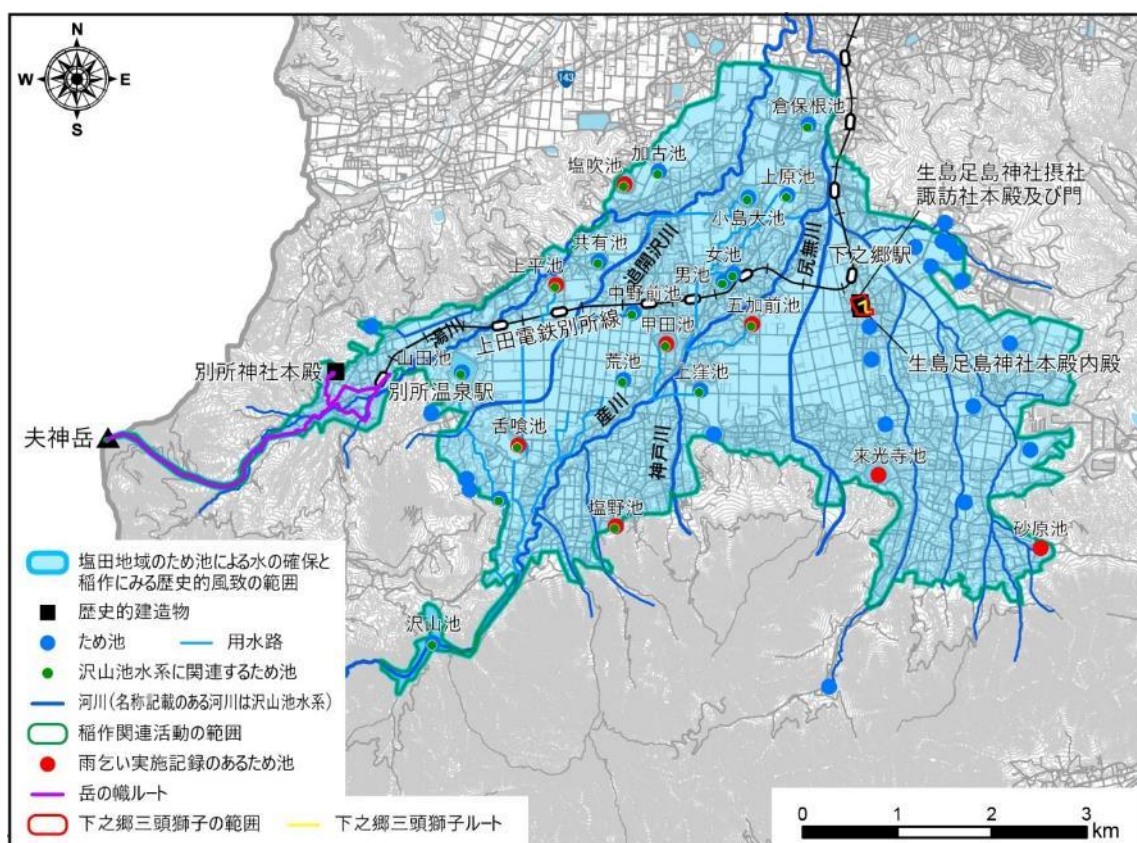 N
W
E
S
143
倉保根池
加古池
塩吹池
上原池
生島足島神社摂社
諏訪社本殿及び門
小島大池
追開沢川
尻無川
共有池
女池
下之郷駅
上平池
男池
中野前池
五加前池
湯川
上田電鉄別所線
甲田池
山田池
別所神社本殿
荒池
上窪池
生島足島神社本殿内殿
別所温泉駅
夫神岳
産川
舌喰池
神戸川
来光寺池
塩野池
砂原池
沢山池
塩田地域のため池による水の確保と
稲作にみる歴史的風致の範囲
歴史的建造物
ため池
用水路
沢山池水系に関連するため池
河川(名称記載のある河川は沢山池水系)
稲作関連活動の範囲
雨乞い実施記録のあるため池
岳の幟ルート
下之郷三頭獅子の範囲
下之郷三頭獅子ルート
0 1 2 3
km